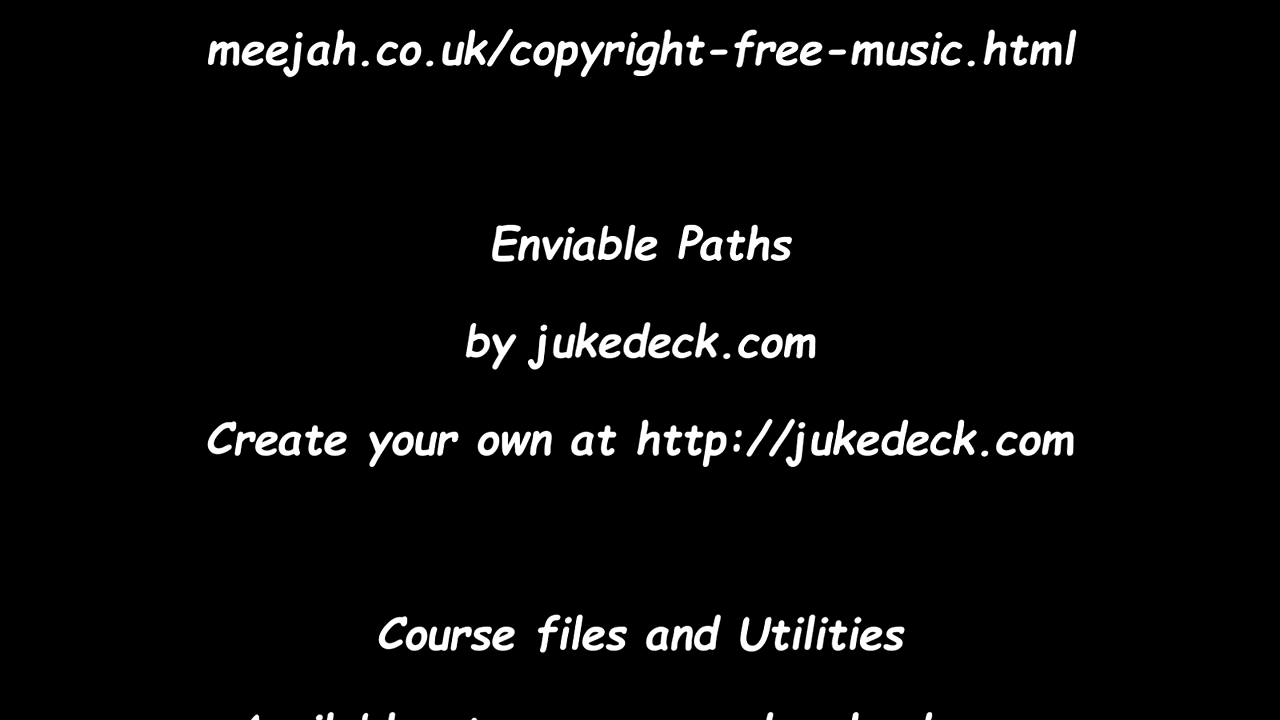 meejah.co.uk/copyright-free-music.html
Enviable Paths
by jukedeck.com
Create your own at http://jukedeck.com
Course files and Utilities